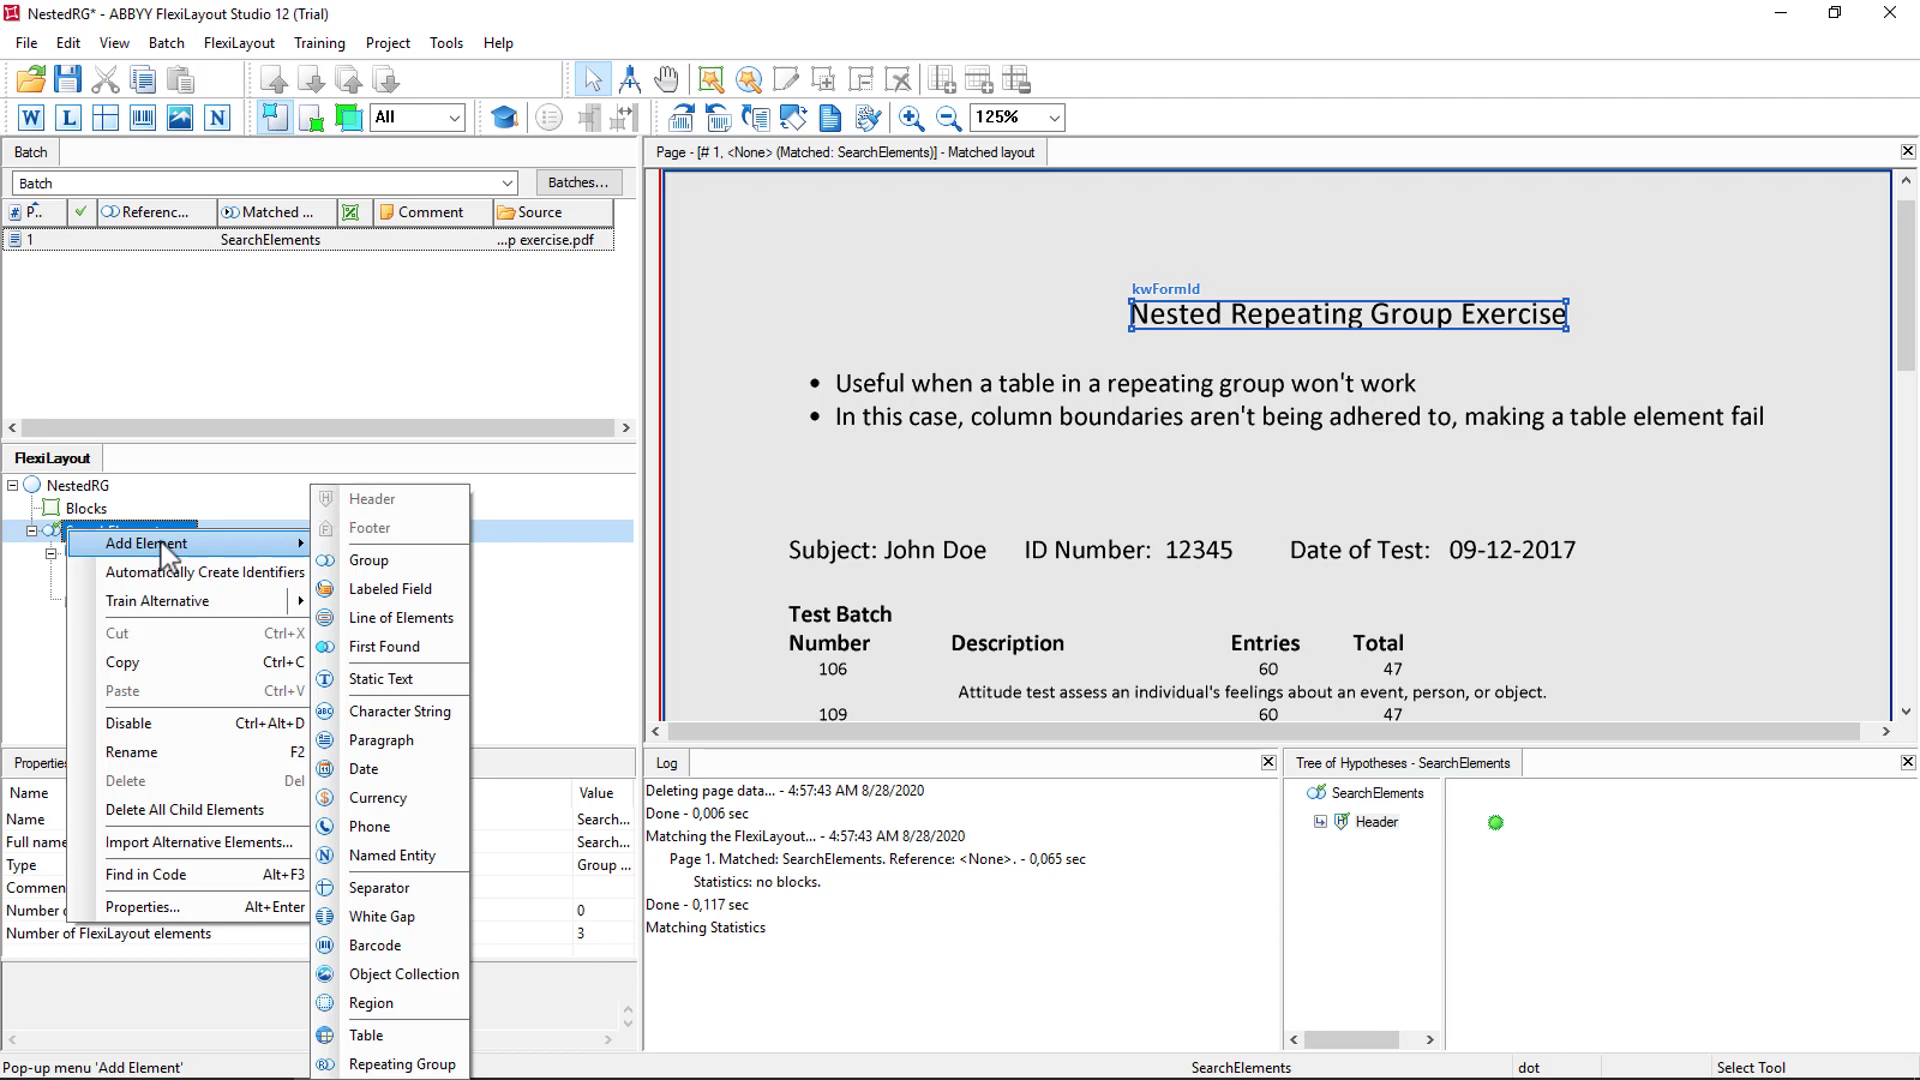 NestedRG* - ABBYY FlexiLayout Studio 12 (Trial)
File Edit View Batch FlexiLayout Training Project Tools Help
W L N All 125%
Batch
Page - [# 1, <None> (Matched: SearchElements)] - Matched layout
Batch Batches...
# P.. Referenc... Matched ... Comment Source
1 SearchElements ...p exercise.pdf
kwFormId
Nested Repeating Group Exercise
• Useful when a table in a repeating group won't work
• In this case, column boundaries aren't being adhered to, making a table element fail
Subject: John Doe ID Number: 12345 Date of Test: 09-12-2017
Test Batch
Number Description Entries Total
106 60 47
Attitude test assess an individual's feelings about an event, person, or object.
109 60 47
FlexiLayout
NestedRG
Blocks
Add Element
Automatically Create Identifiers
Train Alternative
Cut Ctrl+X
Copy Ctrl+C
Paste Ctrl+V
Disable Ctrl+Alt+D
Rename F2
Delete Del
Delete All Child Elements
Import Alternative Elements...
Find in Code Alt+F3
Properties... Alt+Enter
Header
Footer
Group
Labeled Field
Line of Elements
First Found
Static Text
Character String
Paragraph
Date
Currency
Phone
Named Entity
Separator
White Gap
Barcode
Object Collection
Region
Table
Repeating Group
Properties
Name Value
Name Search...
Full name Search...
Type Group ...
Commen
Number o 0
Number of FlexiLayout elements 3
Log
Deleting page data... - 4:57:43 AM 8/28/2020
Done - 0,006 sec
Matching the FlexiLayout... - 4:57:43 AM 8/28/2020
Page 1. Matched: SearchElements. Reference: <None>. - 0,065 sec
Statistics: no blocks.
Done - 0,117 sec
Matching Statistics
Tree of Hypotheses - SearchElements
SearchElements
Header
Pop-up menu 'Add Element' SearchElements dot Select Tool